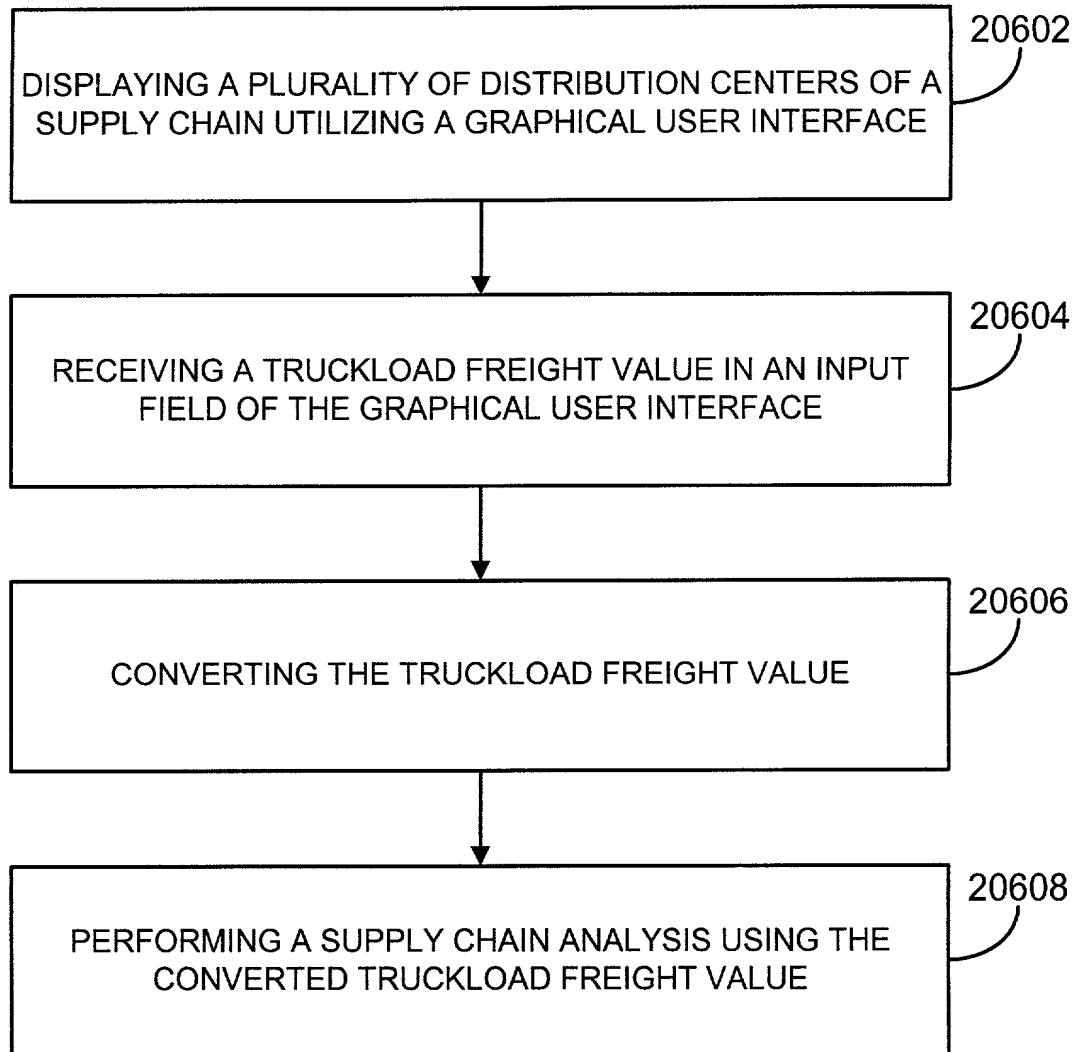 20602
DISPLAYING A PLURALITY OF DISTRIBUTION CENTERS OF A
SUPPLY CHAIN UTILIZING A GRAPHICAL USER INTERFACE
20604
RECEIVING A TRUCKLOAD FREIGHT VALUE IN AN INPUT
FIELD OF THE GRAPHICAL USER INTERFACE
20606
CONVERTING THE TRUCKLOAD FREIGHT VALUE
20608
PERFORMING A SUPPLY CHAIN ANALYSIS USING THE
CONVERTED TRUCKLOAD FREIGHT VALUE